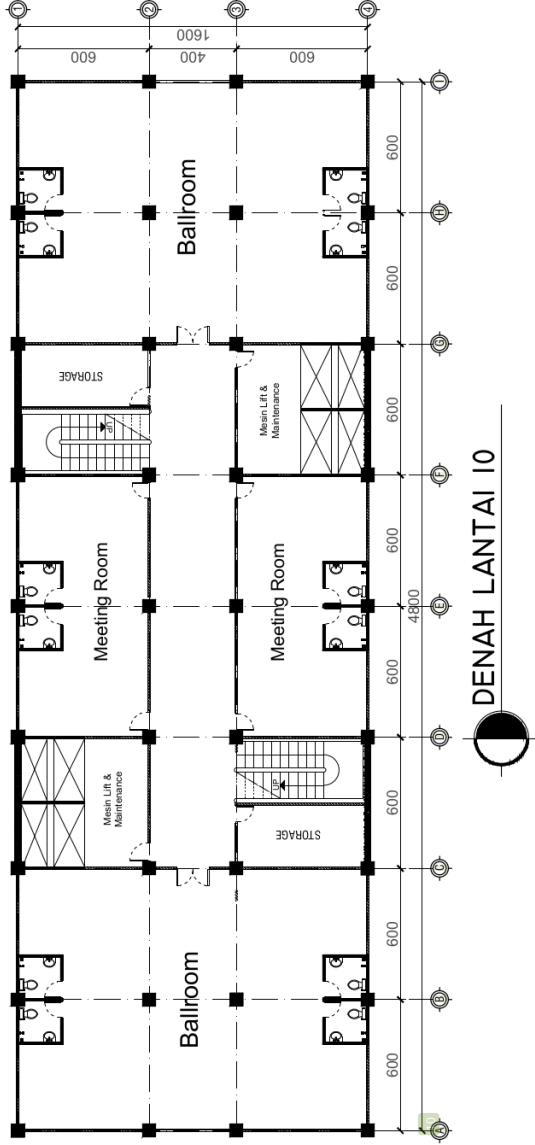 1
2
3
4
1600
600
400
600
Ballroom
STORAGE
UP
Mesin Lift &
Maintenance
Meeting Room
Meeting Room
Mesin Lift &
Maintenance
UP
STORAGE
Ballroom
I
H
G
F
E
D
C
B
A
600
600
600
600
600
600
600
600
4800
DENAH LANTAI 10